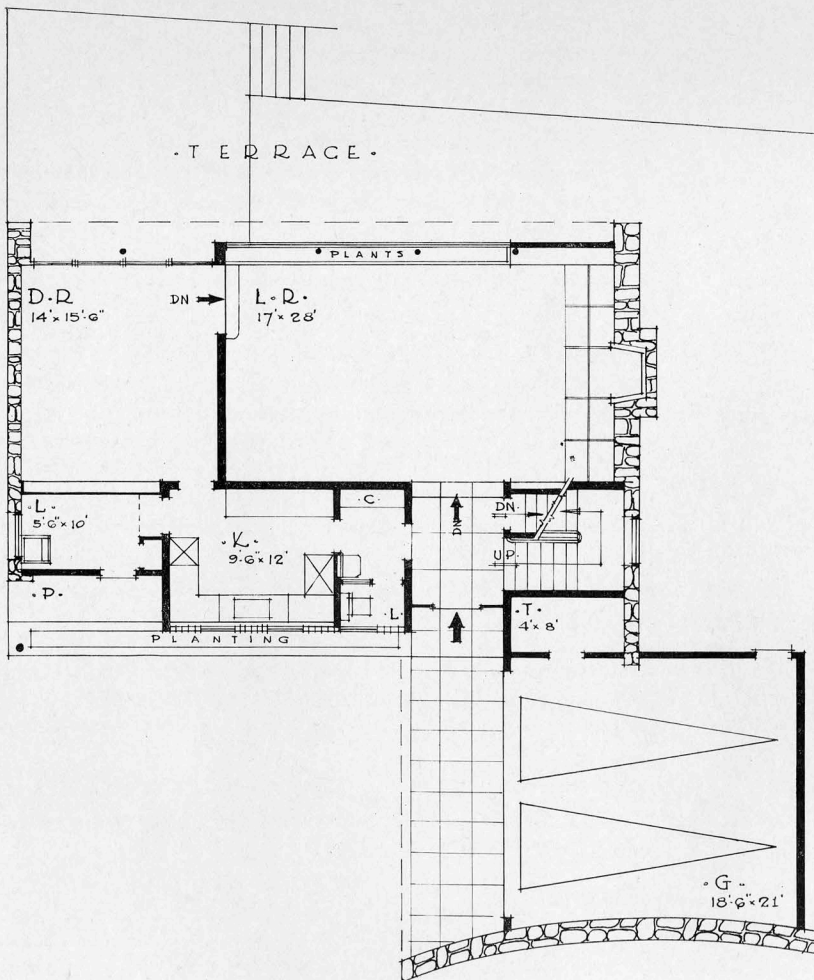 · TERRACE ·
PLANTS
D·R
14' x 15'-6"
DN
L·R·
17' x 28'
·L·
5'-6" x 10'
·K·
9'-6" x 12'
·C·
DN
DN
UP
·P·
·L·
·T·
4' x 8'
PLANTING
·G·
18'-6" x 21'